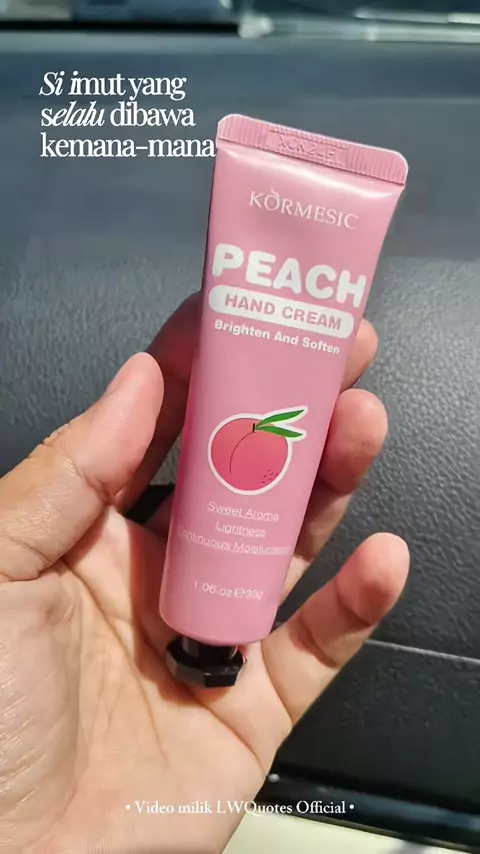 Si imut yang
selalu dibawa
kemana-mana
KORMESIC
PEACH
HAND CREAM
Brighten And Soften
Sweet Aroma
Lightness
1.06 oz ℮ 30g
• Video milik LWQuotes Official •